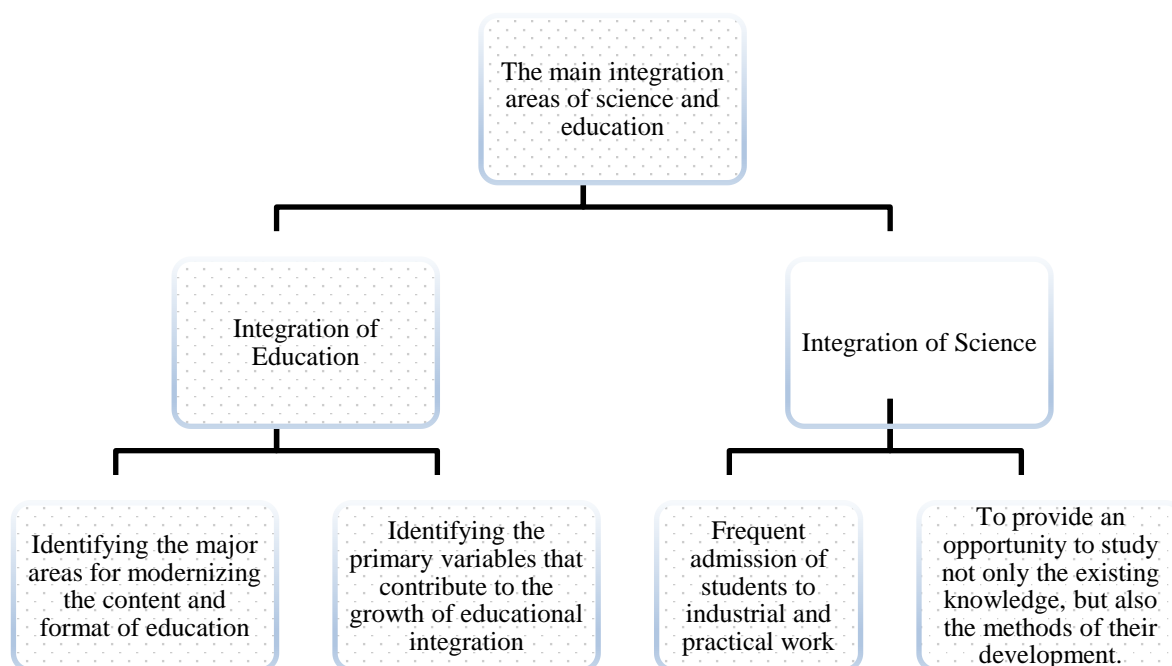 The main integration
areas of science and
education
Integration of
Education
Integration of Science
Identifying the major
areas for modernizing
the content and
format of education
Identifying the
primary variables that
contribute to the
growth of educational
integration
Frequent
admission of
students to
industrial and
practical work
To provide an
opportunity to study
not only the existing
knowledge, but also
the methods of their
development.